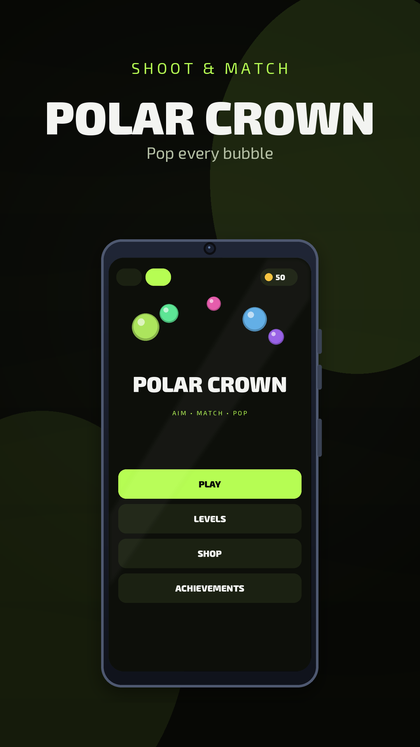 SHOOT & MATCH
POLAR CROWN
Pop every bubble
50
POLAR CROWN
AIM • MATCH • POP
PLAY
LEVELS
SHOP
ACHIEVEMENTS